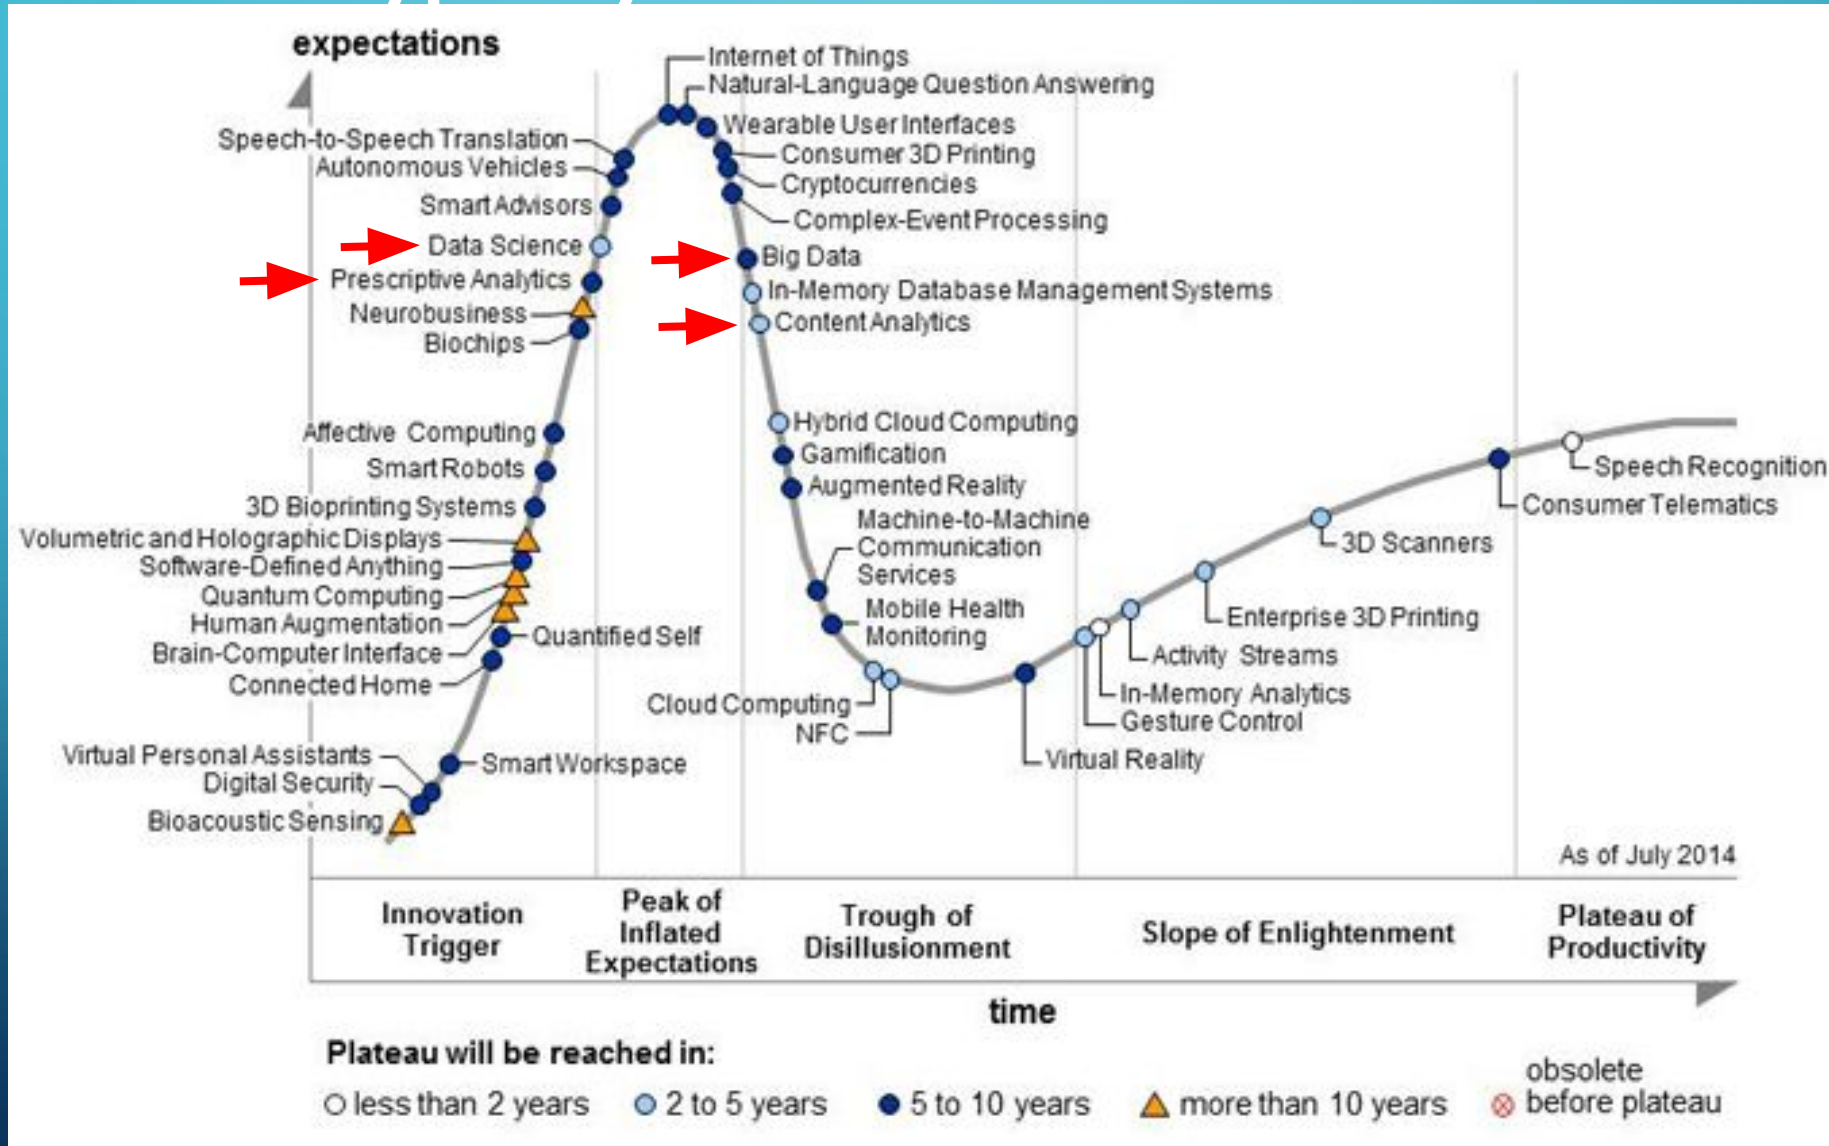 expectations
Internet of Things
Natural-Language Question Answering
Wearable User Interfaces
Consumer 3D Printing
Cryptocurrencies
Complex-Event Processing
Speech-to-Speech Translation
Autonomous Vehicles
Smart Advisors
Data Science
Prescriptive Analytics
Neurobusiness
Biochips
Big Data
In-Memory Database Management Systems
Content Analytics
Affective Computing
Smart Robots
3D Bioprinting Systems
Volumetric and Holographic Displays
Software-Defined Anything
Quantum Computing
Human Augmentation
Brain-Computer Interface
Connected Home
Quantified Self
Virtual Personal Assistants
Digital Security
Bioacoustic Sensing
Smart Workspace
Hybrid Cloud Computing
Gamification
Augmented Reality
Machine-to-Machine
Communication
Services
Mobile Health
Monitoring
Cloud Computing
NFC
Virtual Reality
Gesture Control
In-Memory Analytics
Activity Streams
Enterprise 3D Printing
3D Scanners
Consumer Telematics
Speech Recognition
As of July 2014
Innovation
Trigger
Peak of
Inflated
Expectations
Trough of
Disillusionment
Slope of Enlightenment
Plateau of
Productivity
time
Plateau will be reached in:
less than 2 years
2 to 5 years
5 to 10 years
more than 10 years
obsolete
before plateau